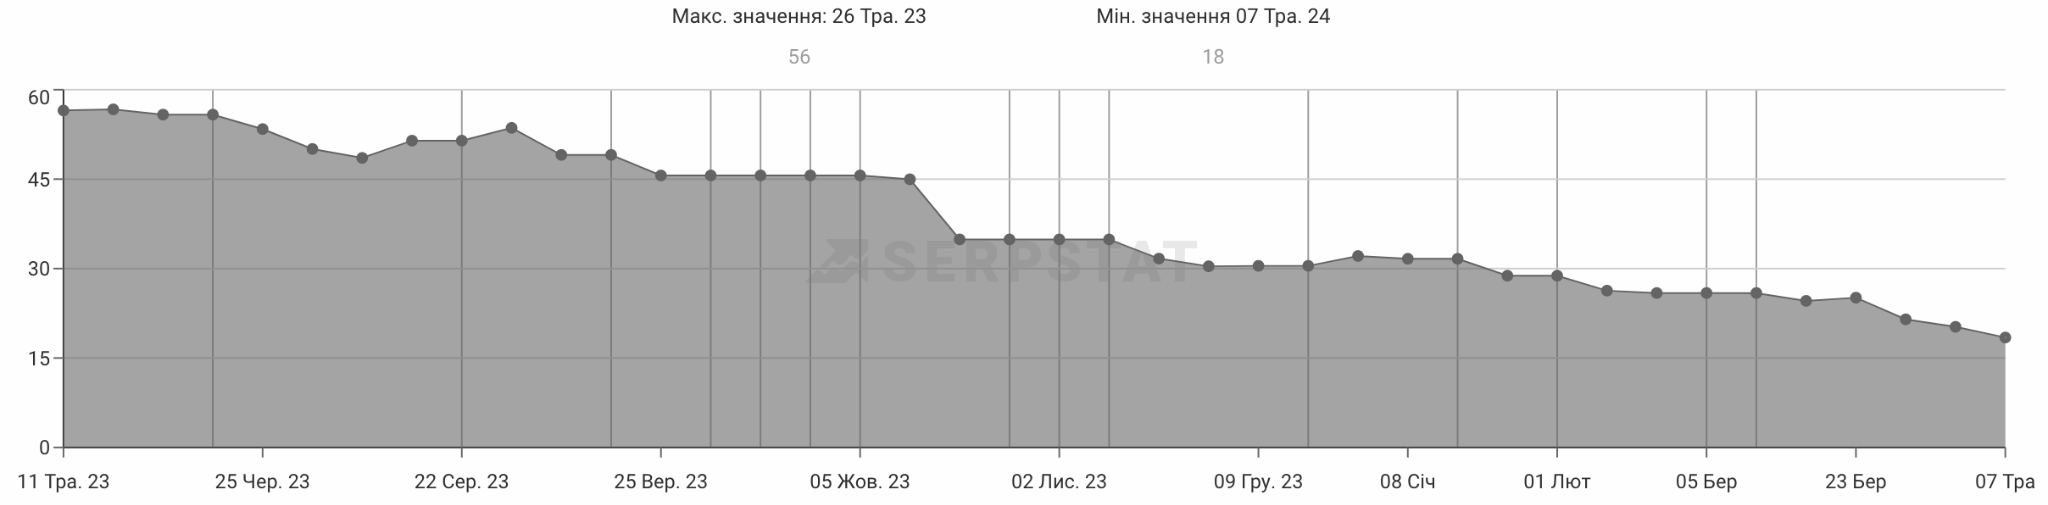 Макс. значення: 26 Тра. 23
Мін. значення 07 Тра. 24
56
18
60
45
30
15
0
SERPSTAT
11 Тра. 23
25 Чер. 23
22 Сер. 23
25 Вер. 23
05 Жов. 23
02 Лис. 23
09 Гру. 23
08 Січ
01 Лют
05 Бер
23 Бер
07 Тра